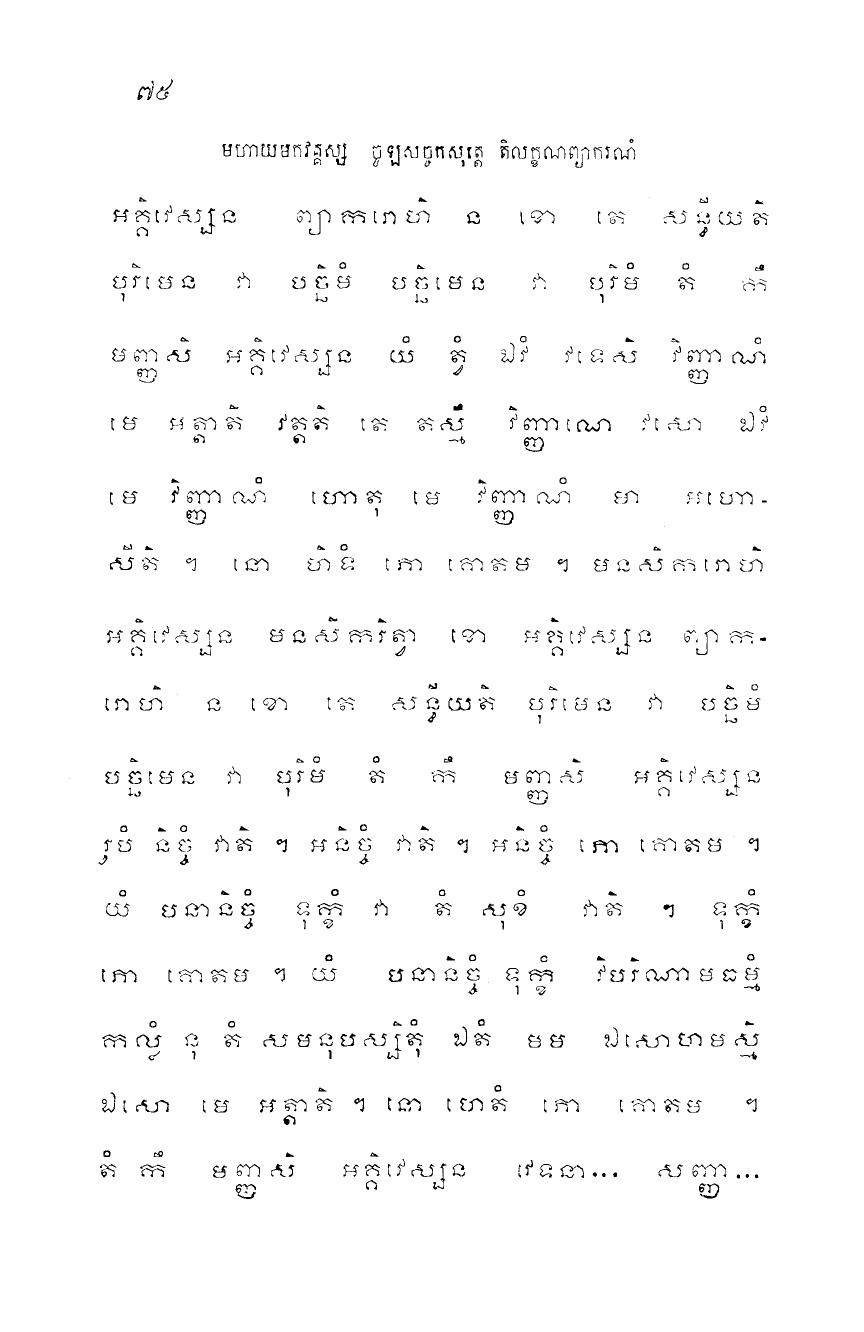 ៧៥
មហាយមកវគ្គស្ស ចូឡសច្ចកសុត្តេ តិលក្ខណព្យាករណំ
អគ្គិវេស្សន ព្យាករោហិ ន ខោ តេ សន្ធីយតិ
បុរិមេន វា បច្ឆិមំ បច្ឆិមេន វា បុរិមំ តំ កឹ
មញ្ញសិ អគ្គិវេស្សន យំ ត្វំ ឯវំ វទេសិ វិញ្ញាណំ
មេ អត្តាតិ វត្តតិ តេ តស្មឹ វិញ្ញាណេ វសោ ឯវំ
មេ វិញ្ញាណំ ហោតុ មេ វិញ្ញាណំ មា អហោ-
សីតិ ។ នោ ហិទំ ភោ គោតម ។ មនសិការោហិ
អគ្គិវេស្សន មនសិករិត្វា ខោ អគ្គិវេស្សន ព្យាក-
រោហិ ន ខោ តេ សន្ធីយតិ បុរិមេន វា បច្ឆិមំ
បច្ឆិមេន វា បុរិមំ តំ កឹ មញ្ញសិ អគ្គិវេស្សន
រូបំ និច្ចំ វាតិ ។ អនិច្ចំ វាតិ ។ អនិច្ចំ ភោ គោតម ។
យំ បនានិច្ចំ ទុក្ខំ វា តំ សុខំ វាតិ ។ ទុក្ខំ
ភោ គោតម ។ យំ បនានិច្ចំ ទុក្ខំ វិបរិណាមធម្មំ
កល្លំ នុ តំ សមនុបស្សិតុំ ឯតំ មម ឯសោហមស្មិ
ឯសោ មេ អត្តាតិ ។ នោ ហេតំ ភោ គោតម ។
តំ កឹ មញ្ញសិ អគ្គិវេស្សន វេទនា... សញ្ញា...